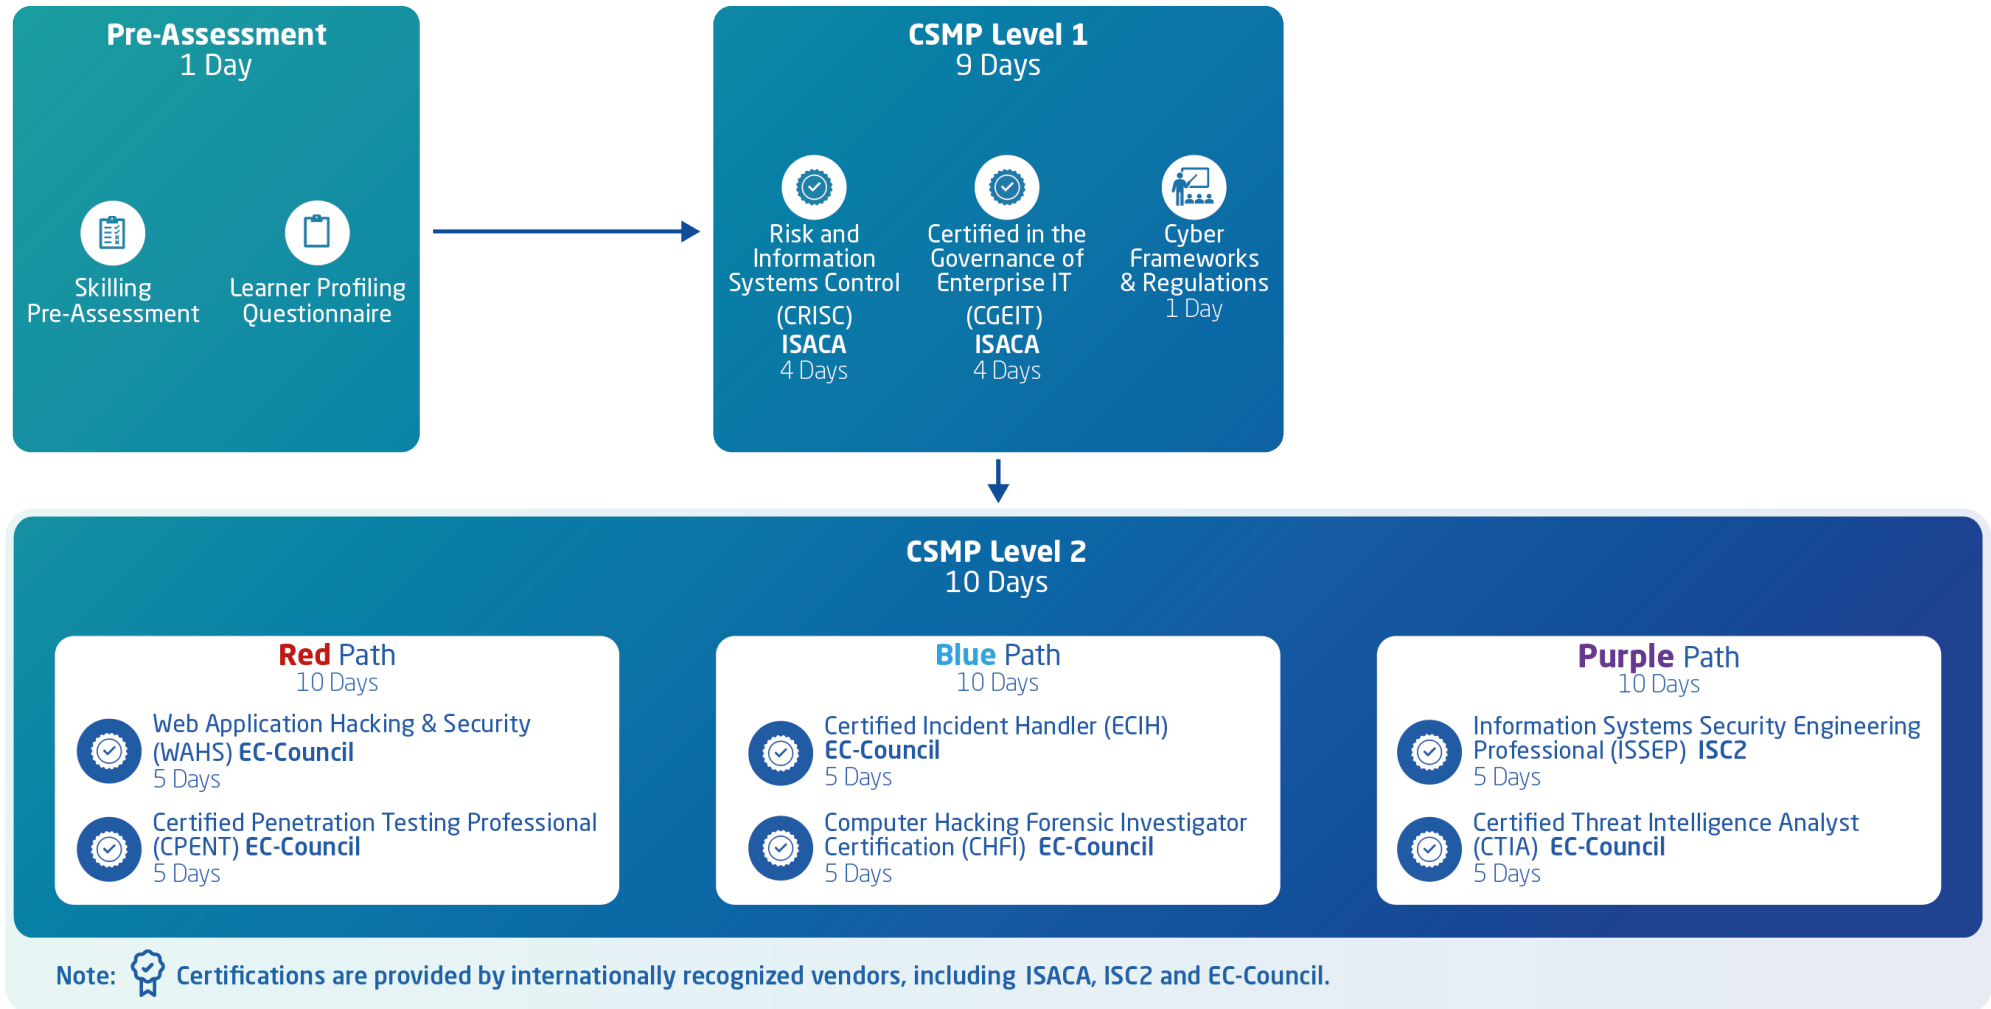 Pre-Assessment
1 Day
Skilling
Pre-Assessment
Learner Profiling
Questionnaire
CSMP Level 1
9 Days
Risk and
Information
Systems Control
(CRISC)
ISACA
4 Days
Certified in the
Governance of
Enterprise IT
(CGEIT)
ISACA
4 Days
Cyber
Frameworks
& Regulations
1 Day
CSMP Level 2
10 Days
Red Path
10 Days
Web Application Hacking & Security
(WAHS) EC-Council
5 Days
Certified Penetration Testing Professional
(CPENT) EC-Council
5 Days
Blue Path
10 Days
Certified Incident Handler (ECIH)
EC-Council
5 Days
Computer Hacking Forensic Investigator
Certification (CHFI) EC-Council
5 Days
Purple Path
10 Days
Information Systems Security Engineering
Professional (ISSEP) ISC2
5 Days
Certified Threat Intelligence Analyst
(CTIA) EC-Council
5 Days
Note: Certifications are provided by internationally recognized vendors, including ISACA, ISC2 and EC-Council.